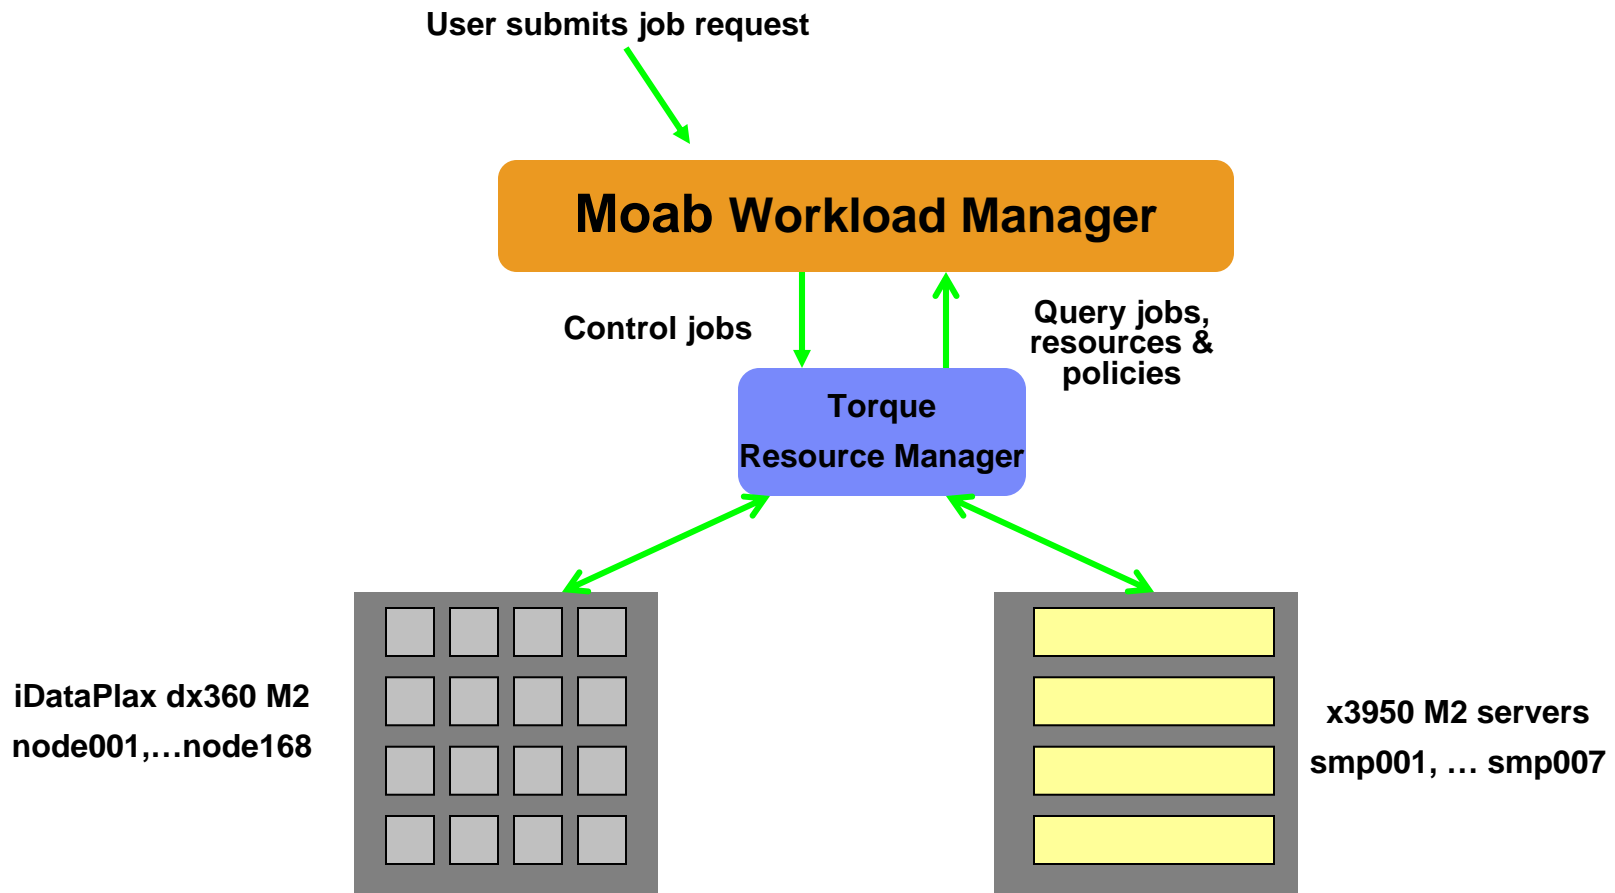 User submits job request
Moab Workload Manager
Control jobs
Query jobs,
resources &
policies
Torque
Resource Manager
iDataPlax dx360 M2
node001,…node168
x3950 M2 servers
smp001, … smp007